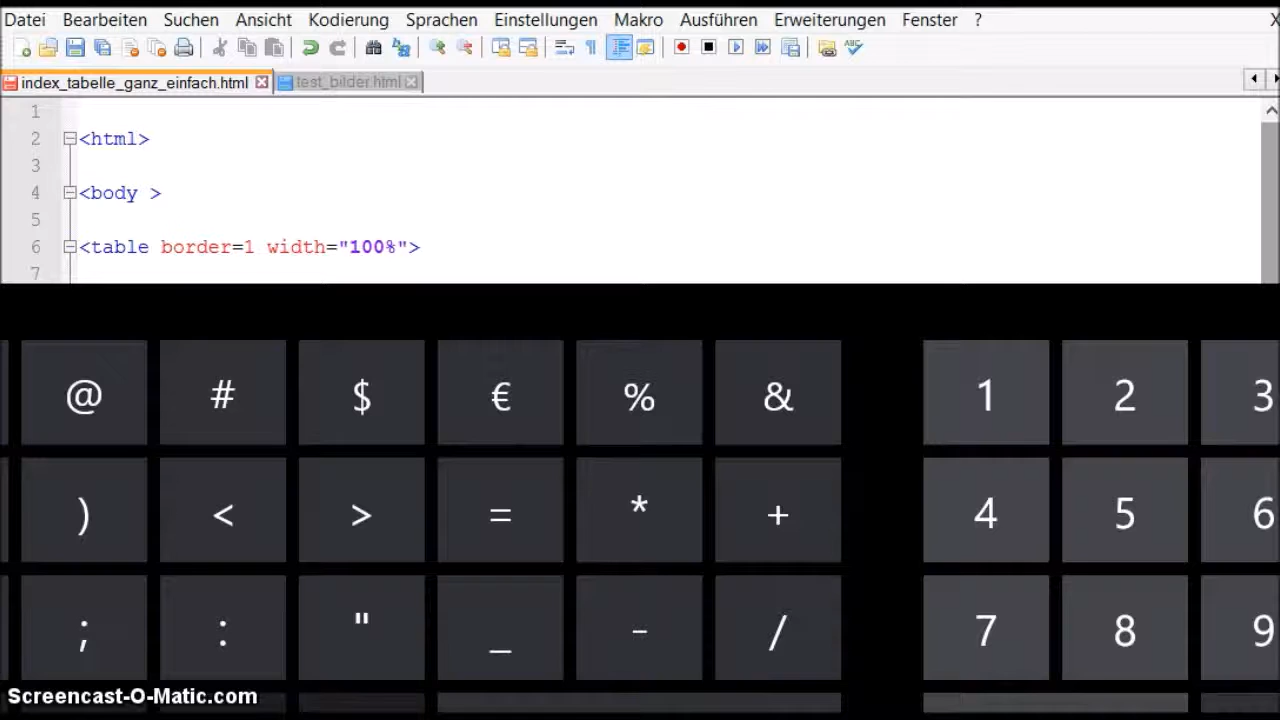 Datei Bearbeiten Suchen Ansicht Kodierung Sprachen Einstellungen Makro Ausführen Erweiterungen Fenster ? X
ABC
index_tabelle_ganz_einfach.html test_bilder.html
1
2 <html>
3
4 <body >
5
6 <table border=1 width="100%">
7
@ # $ € % & 1 2 3
) < > = * + 4 5 6
; : " _ - / 7 8 9
Screencast-O-Matic.com